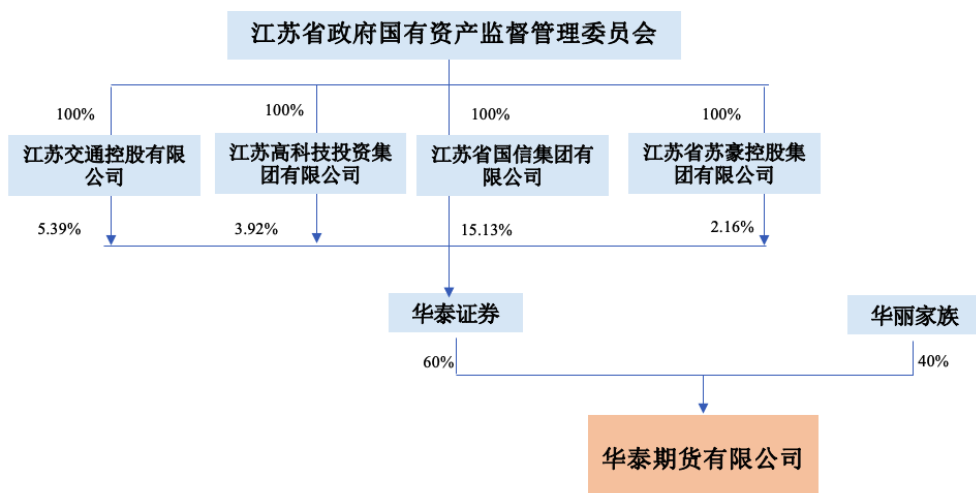 江苏省政府国有资产监督管理委员会
100%
100%
100%
100%
江苏交通控股有限
公司
江苏高科技投资集
团有限公司
江苏省国信集团有
限公司
江苏省苏豪控股集
团有限公司
5.39%
3.92%
15.13%
2.16%
华泰证券
华丽家族
60%
40%
华泰期货有限公司